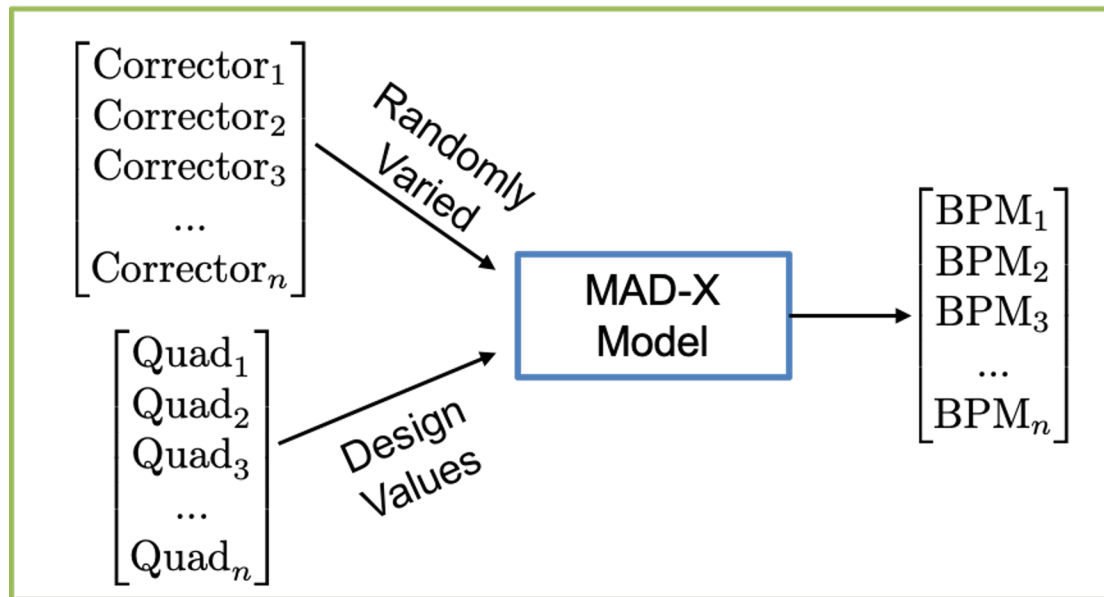 Corrector₁
Corrector₂
Corrector₃
...
Correctorₙ
Randomly
Varied
Quad₁
Quad₂
Quad₃
...
Quadₙ
Design
Values
MAD-X
Model
BPM₁
BPM₂
BPM₃
...
BPMₙ